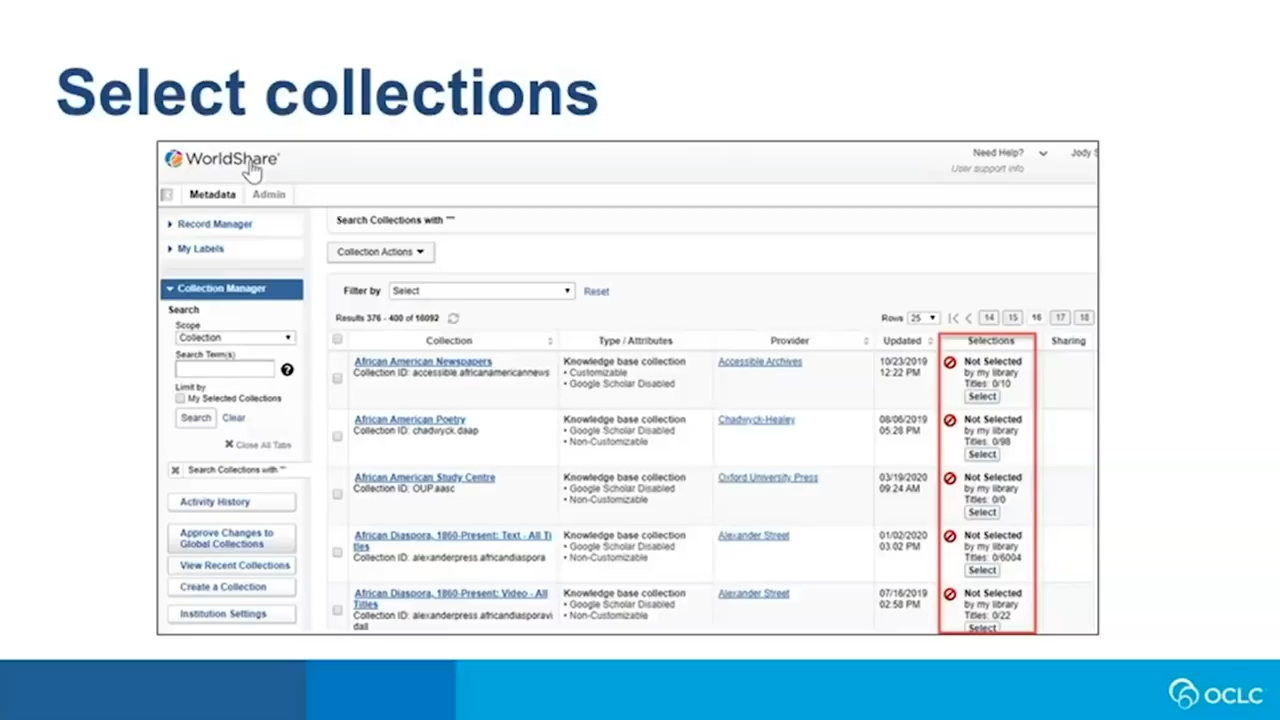 Select collections
WorldShare®
Need Help?
Jody S
User support info
Metadata
Admin
Record Manager
My Labels
Collection Manager
Search
Scope
Collection
Search Term(s)
Limit by
My Selected Collections
Search
Clear
Close All Tabs
Search Collections with ""
Activity History
Approve Changes to
Global Collections
View Recent Collections
Create a Collection
Institution Settings
Search Collections with ""
Collection Actions
Filter by
Select
Reset
Results 376 - 400 of 16092
Rows 25
14 15 16 17 18
Collection Type / Attributes Provider Updated Selections Sharing
African American Newspapers
Collection ID: accessible.africanamericannews
Knowledge base collection
• Customizable
• Google Scholar Disabled
Accessible Archives
10/23/2019
12:22 PM
Not Selected
by my library
Titles: 0/10
Select
African American Poetry
Collection ID: chadwyck.daap
Knowledge base collection
• Google Scholar Disabled
• Non-Customizable
Chadwyck-Healey
08/06/2019
05:28 PM
Not Selected
by my library
Titles: 0/98
Select
African American Study Centre
Collection ID: OUP.aasc
Knowledge base collection
• Google Scholar Disabled
• Non-Customizable
Oxford University Press
03/19/2020
09:24 AM
Not Selected
by my library
Titles: 0/0
Select
African Diaspora, 1860-Present: Text - All Ti
tles
Collection ID: alexanderpress.africandiaspora
Knowledge base collection
• Google Scholar Disabled
• Non-Customizable
Alexander Street
01/02/2020
03:02 PM
Not Selected
by my library
Titles: 0/6004
Select
African Diaspora, 1860-Present: Video - All
Titles
Collection ID: alexanderpress.africandiasporavi
dall
Knowledge base collection
• Google Scholar Disabled
• Non-Customizable
Alexander Street
07/16/2019
02:58 PM
Not Selected
by my library
Titles: 0/22
Select
OCLC